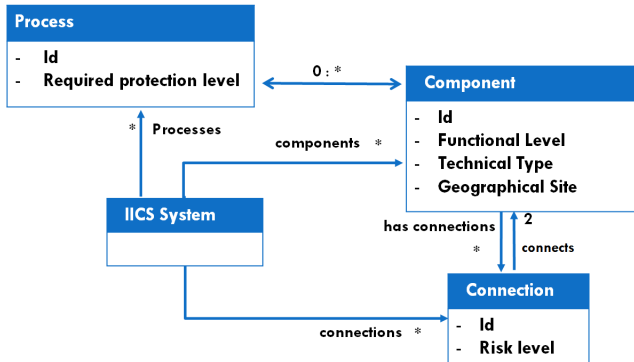 Process
- Id
- Required protection level
0 : *
Component
- Id
- Functional Level
- Technical Type
- Geographical Site
* Processes
components *
IICS System
has connections
*
2
connects
Connection
- Id
- Risk level
connections *